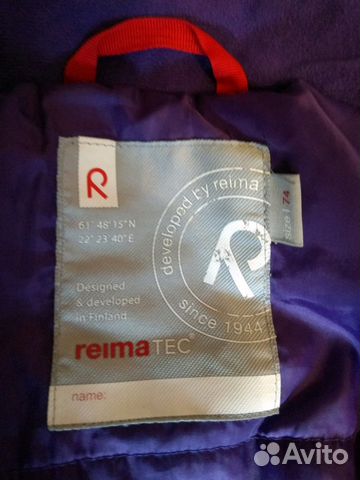 R
61° 48' 15"N
22° 23' 40"E
Designed
& developed
in Finland
reimaTEC®
name:
developed by reima
R
since 1944
size | 74
Avito